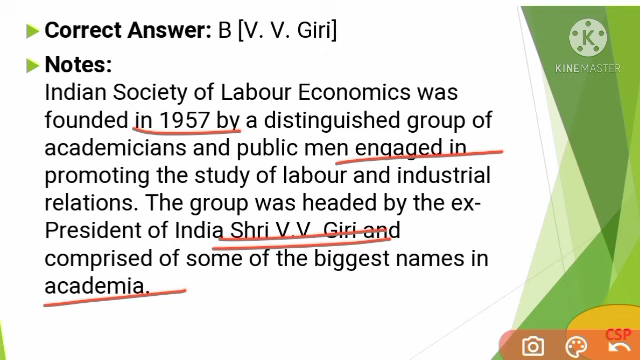 Correct Answer: B [V. V. Giri]
Notes:
Indian Society of Labour Economics was
founded in 1957 by a distinguished group of
academicians and public men engaged in
promoting the study of labour and industrial
relations. The group was headed by the ex-
President of India Shri V.V. Giri and
comprised of some of the biggest names in
academia.
KINEMASTER
CSP